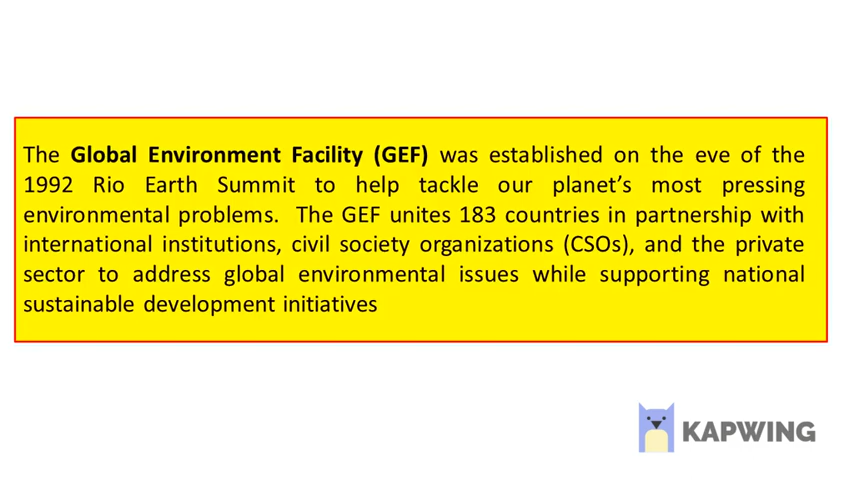 The Global Environment Facility (GEF) was established on the eve of the
1992 Rio Earth Summit to help tackle our planet’s most pressing
environmental problems.  The GEF unites 183 countries in partnership with
international institutions, civil society organizations (CSOs), and the private
sector to address global environmental issues while supporting national
sustainable development initiatives
KAPWING